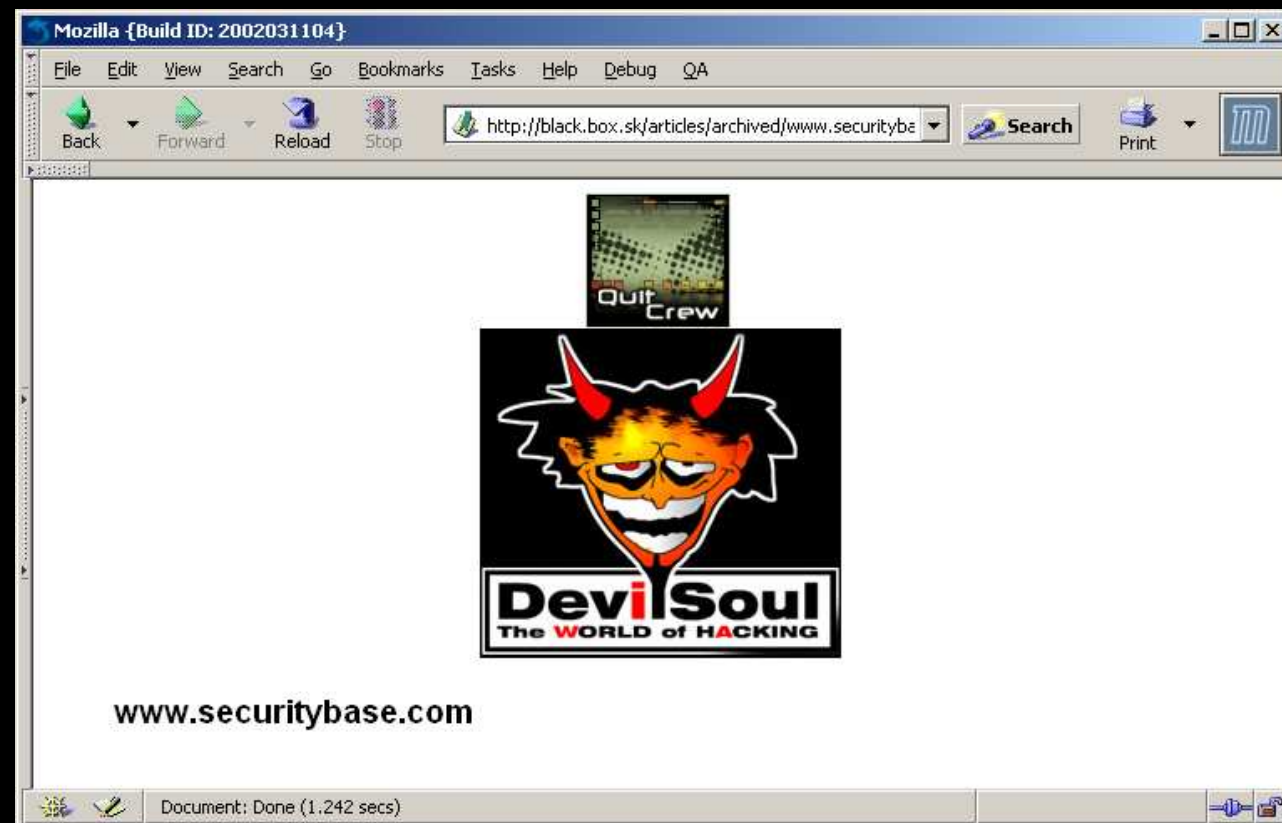 Mozilla {Build ID: 2002031104}
File Edit View Search Go Bookmarks Tasks Help Debug QA
Back Forward Reload Stop http://black.box.sk/articles/archived/www.securityba Search Print
Quit
Crew
DevilSoul
The WORLD of HACKING
www.securitybase.com
Document: Done (1.242 secs)